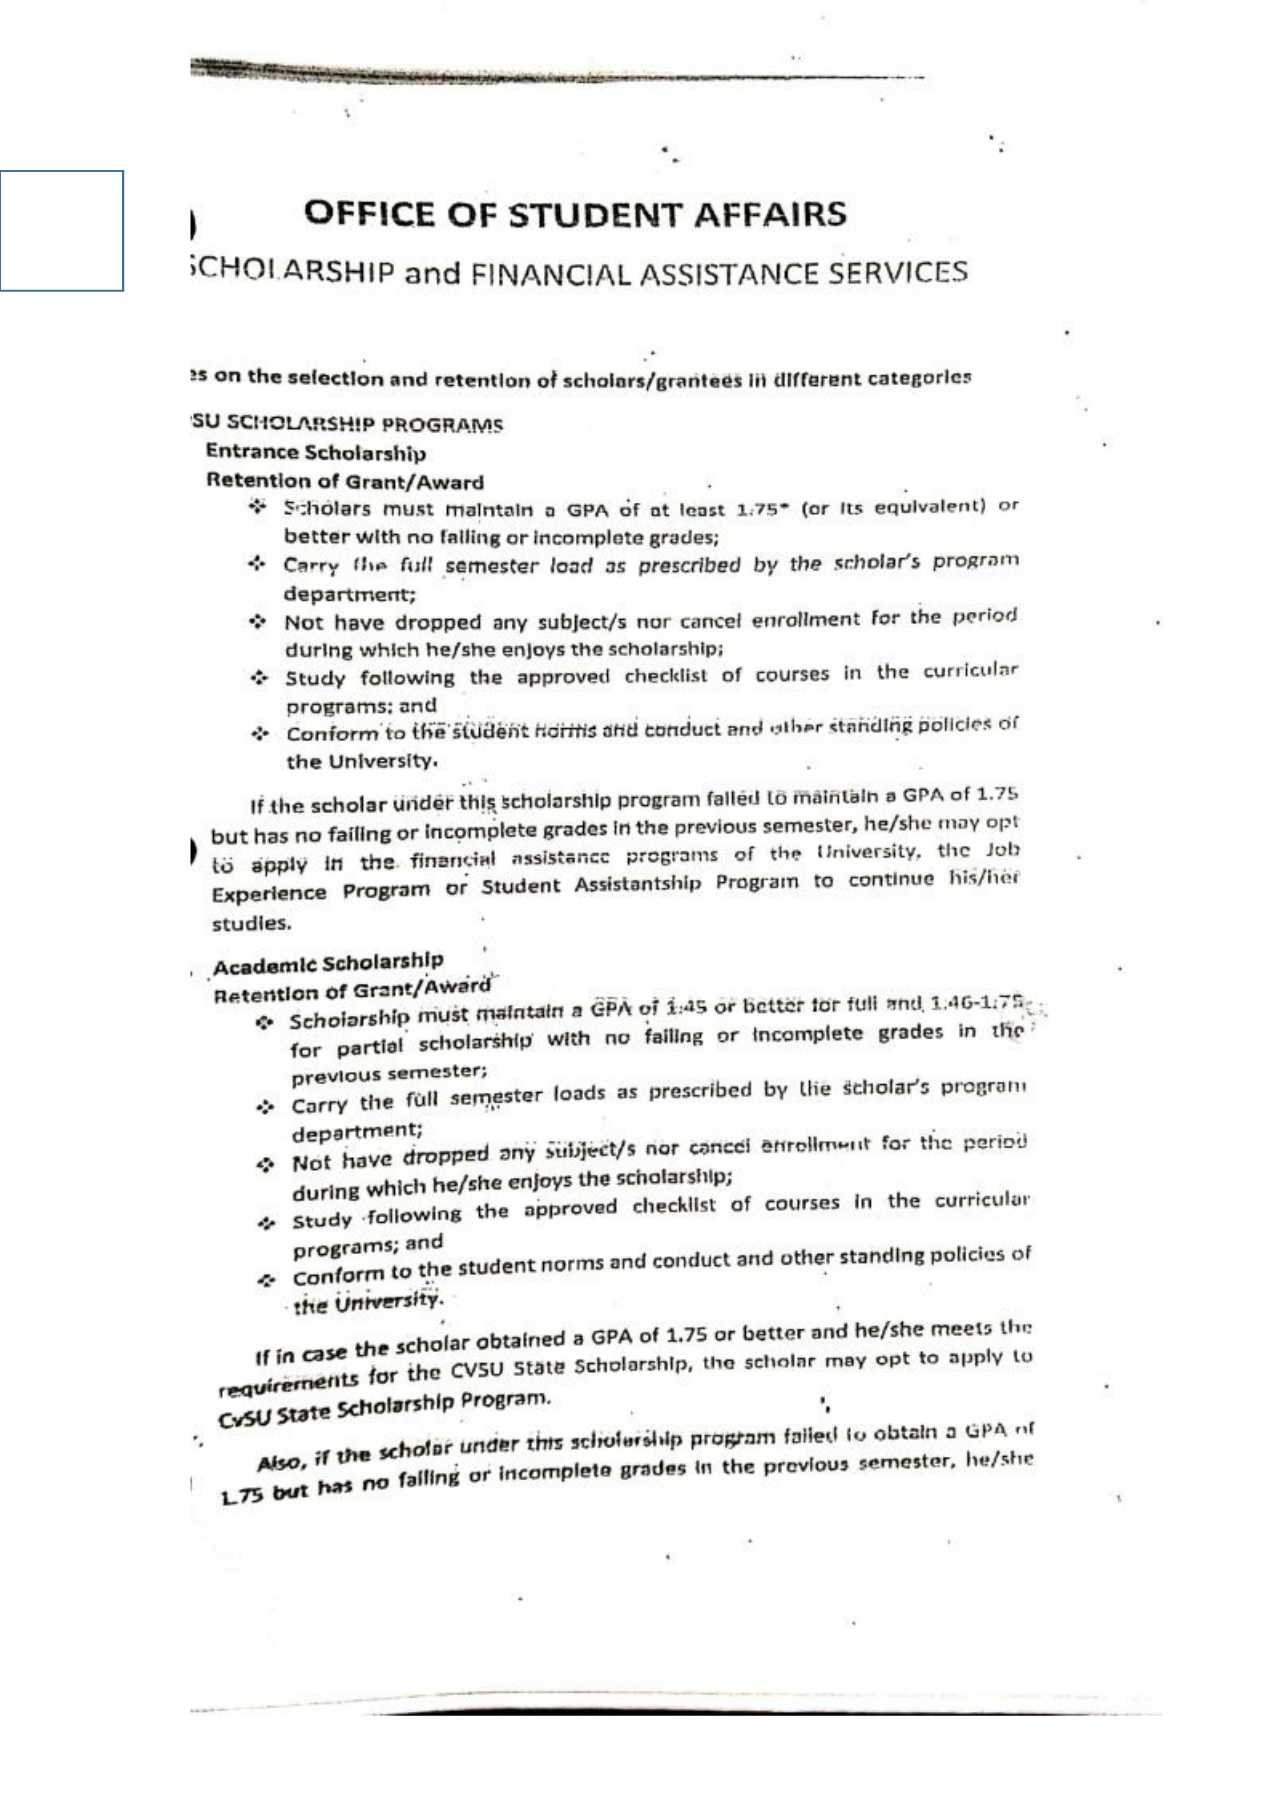 OFFICE OF STUDENT AFFAIRS
SCHOLARSHIP and FINANCIAL ASSISTANCE SERVICES
es on the selection and retention of scholars/grantees in different categories
SU SCHOLARSHIP PROGRAMS
Entrance Scholarship
Retention of Grant/Award
❖ Scholars must maintain a GPA of at least 1.75* (or its equivalent) or
better with no failing or incomplete grades;
❖ Carry the full semester load as prescribed by the scholar's program
department;
❖ Not have dropped any subject/s nor cancel enrollment for the period
during which he/she enjoys the scholarship;
❖ Study following the approved checklist of courses in the curricular
programs; and
❖ Conform to the student norms and conduct and other standing policies of
the University.
If the scholar under this scholarship program failed to maintain a GPA of 1.75
but has no failing or incomplete grades in the previous semester, he/she may opt
to apply in the financial assistance programs of the University, the Job
Experience Program or Student Assistantship Program to continue his/her
studies.
Academic Scholarship
Retention of Grant/Award
❖ Scholarship must maintain a GPA of 1.45 or better for full and 1.46-1.75
for partial scholarship with no failing or incomplete grades in the
previous semester;
❖ Carry the full semester loads as prescribed by the scholar's program
department;
❖ Not have dropped any subject/s nor cancel enrollment for the period
during which he/she enjoys the scholarship;
❖ Study following the approved checklist of courses in the curricular
programs; and
❖ Conform to the student norms and conduct and other standing policies of
the University.
If in case the scholar obtained a GPA of 1.75 or better and he/she meets the
requirements for the CVSU State Scholarship, the scholar may opt to apply to
CvSU State Scholarship Program.
Also, if the scholar under this scholarship program failed to obtain a GPA of
1.75 but has no failing or incomplete grades in the previous semester, he/she